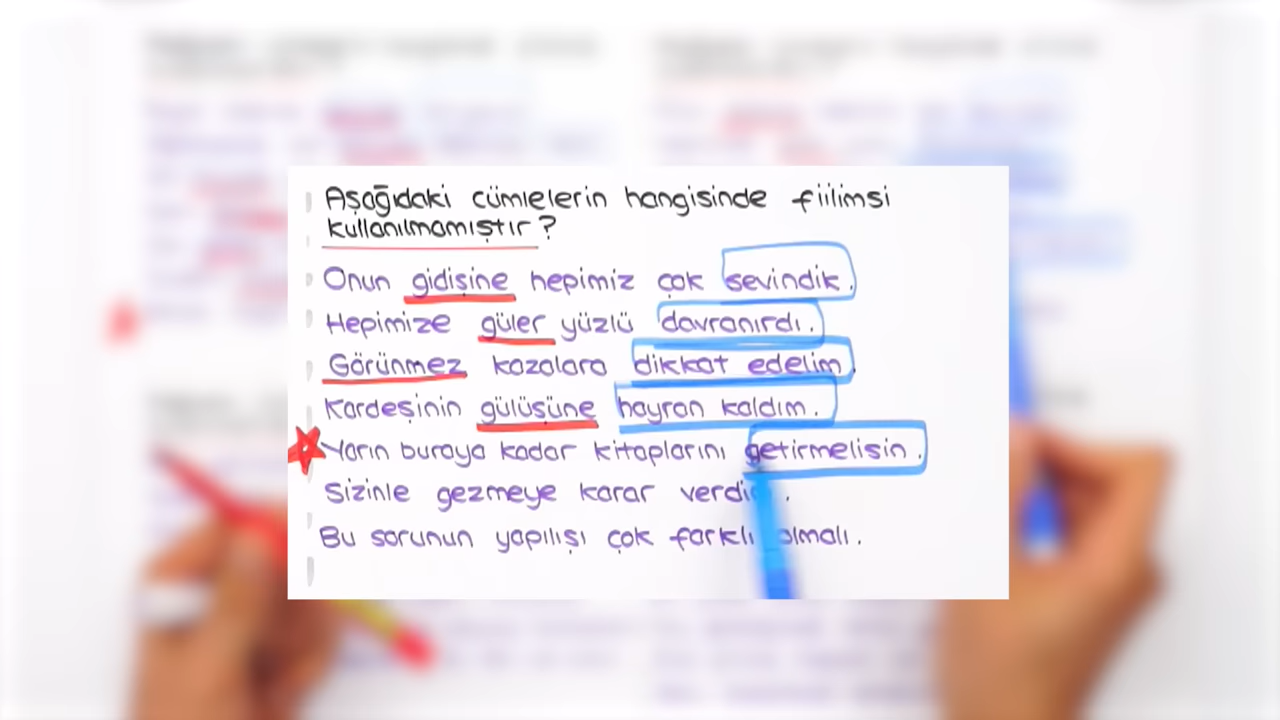 Aşağıdaki cümlelerin hangisinde fiilimsi
kullanılmamıştır?
Onun gidişine hepimiz çok sevindik.
Hepimize güler yüzlü davranırdı.
Görünmez kazalara dikkat edelim.
Kardeşinin gülüşüne hayran kaldım.
Yarın buraya kadar kitaplarını getirmelisin.
Sizinle gezmeye karar
Bu sorunun yapılışı çok farklı olmalı.